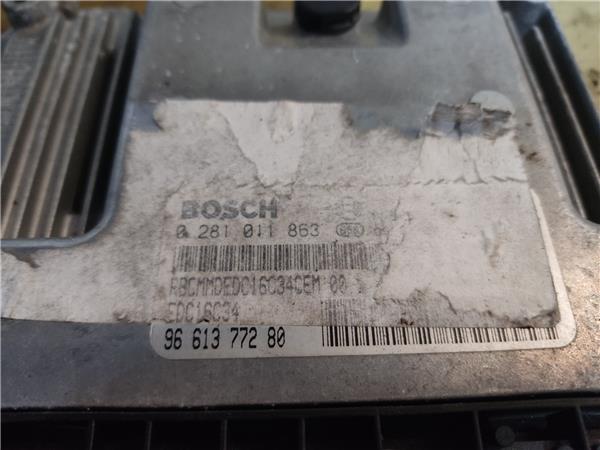 BOSCH
0 281 011 863
RBCMMDEDC16C34CEM 00
EDC16C34
96 613 772 80